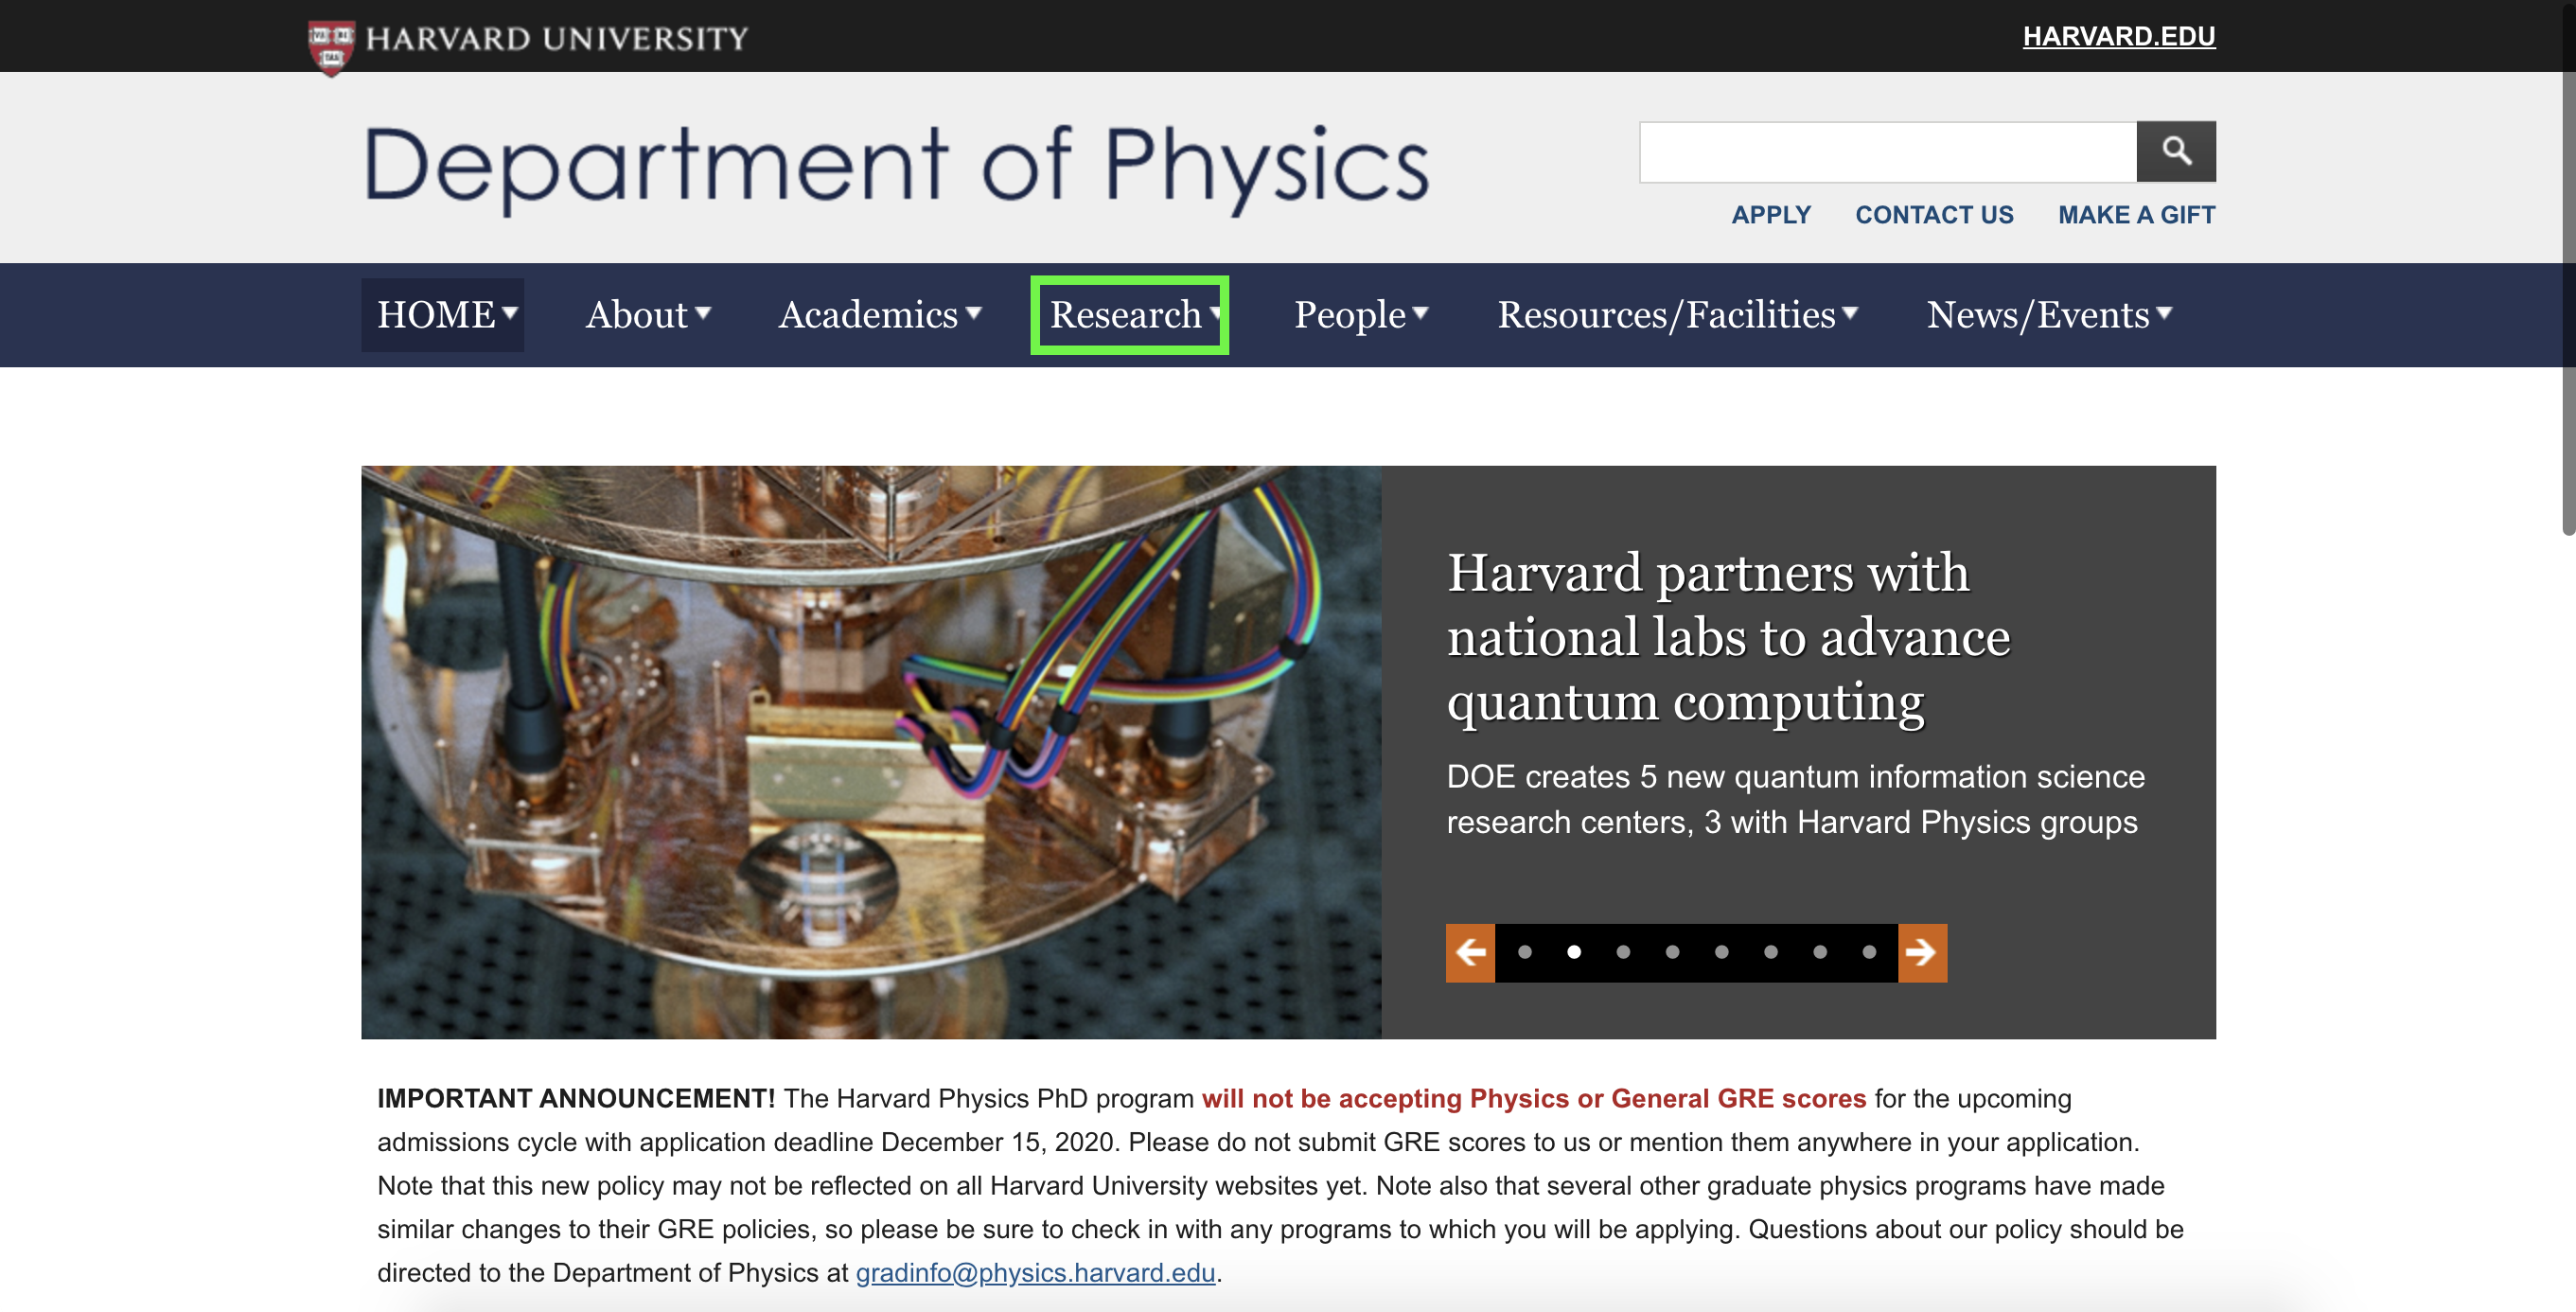 HARVARD UNIVERSITY
HARVARD.EDU
Department of Physics
APPLY CONTACT US MAKE A GIFT
HOME About Academics Research People Resources/Facilities News/Events
Harvard partners with
national labs to advance
quantum computing
DOE creates 5 new quantum information science
research centers, 3 with Harvard Physics groups
IMPORTANT ANNOUNCEMENT! The Harvard Physics PhD program will not be accepting Physics or General GRE scores for the upcoming
admissions cycle with application deadline December 15, 2020. Please do not submit GRE scores to us or mention them anywhere in your application.
Note that this new policy may not be reflected on all Harvard University websites yet. Note also that several other graduate physics programs have made
similar changes to their GRE policies, so please be sure to check in with any programs to which you will be applying. Questions about our policy should be
directed to the Department of Physics at gradinfo@physics.harvard.edu.